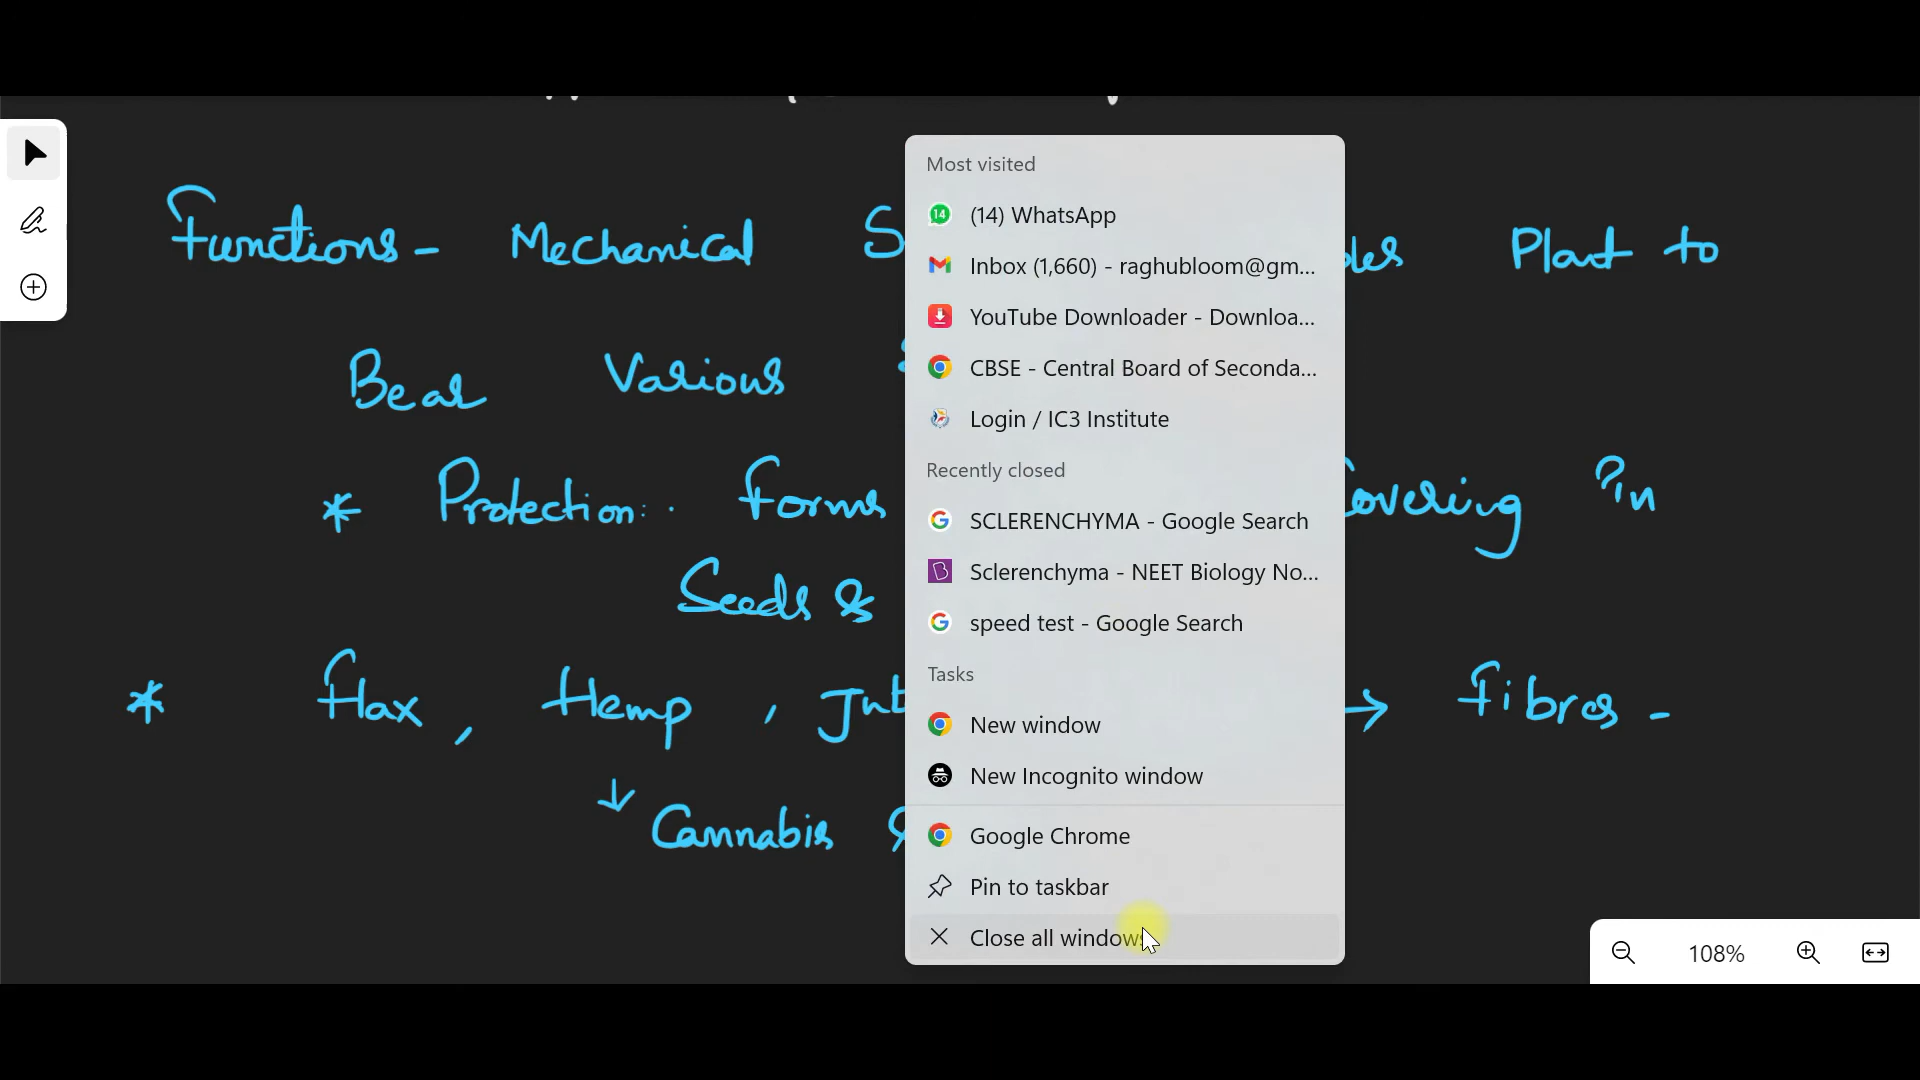 Functions - Mechanical
Plant to
Bear Various
* Protection: Forms
Covering in
Seeds &
* Flax, Hemp,
→ Fibres -
↓ Cannabis
Most visited
(14) WhatsApp
Inbox (1,660) - raghubloom@gm...
YouTube Downloader - Downloa...
CBSE - Central Board of Seconda...
Login / IC3 Institute
Recently closed
SCLERENCHYMA - Google Search
Sclerenchyma - NEET Biology No...
speed test - Google Search
Tasks
New window
New Incognito window
Google Chrome
Pin to taskbar
Close all windows
108%